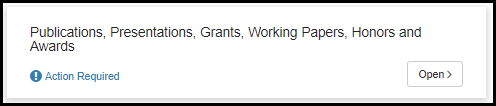 Publications, Presentations, Grants, Working Papers, Honors and
Awards
Action Required
Open